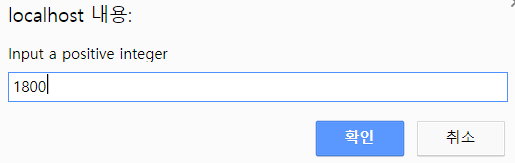 localhost 내용:
Input a positive integer
1800
확인 취소